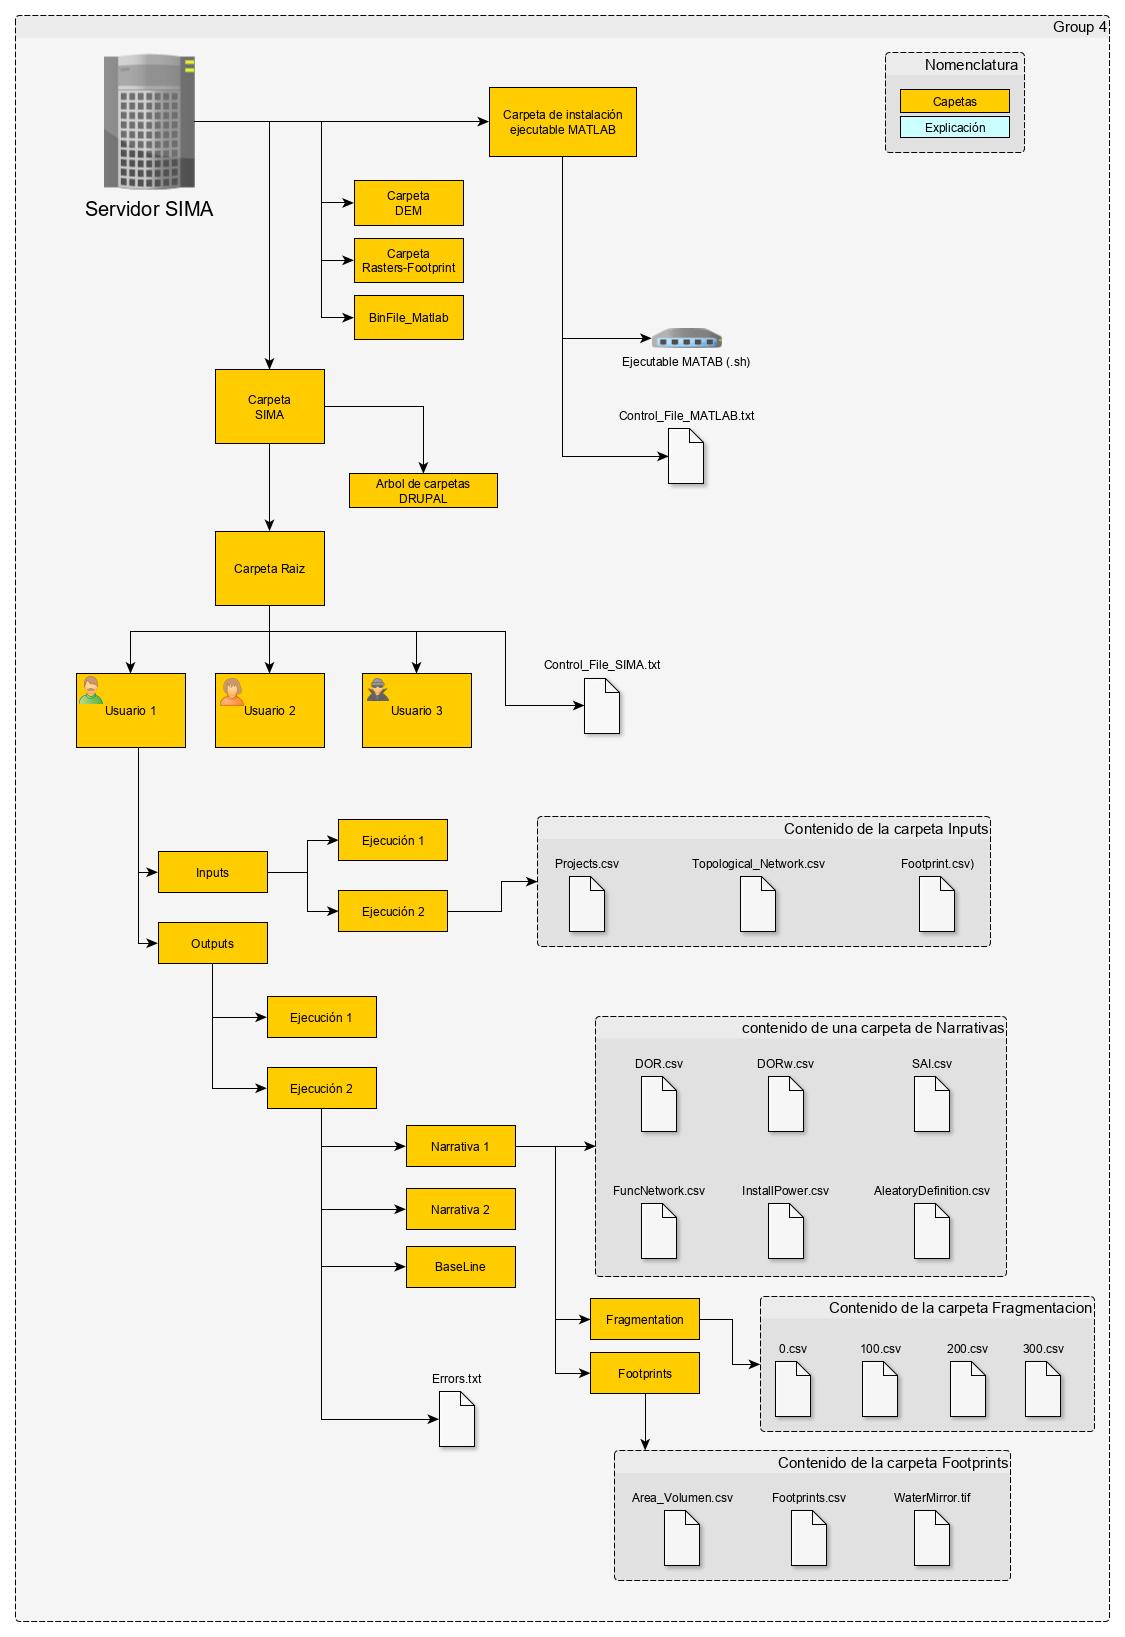 Group 4
Nomenclatura
Capetas
Explicación
Servidor SIMA
Carpeta de instalación
ejecutable MATLAB
Carpeta
DEM
Carpeta
Rasters-Footprint
BinFile_Matlab
Ejecutable MATAB (.sh)
Control_File_MATLAB.txt
Carpeta
SIMA
Arbol de carpetas
DRUPAL
Carpeta Raiz
Control_File_SIMA.txt
Usuario 1
Usuario 2
Usuario 3
Inputs
Ejecución 1
Ejecución 2
Contenido de la carpeta Inputs
Projects.csv
Topological_Network.csv
Footprint.csv)
Outputs
Ejecución 1
Ejecución 2
Narrativa 1
Narrativa 2
BaseLine
Errors.txt
contenido de una carpeta de Narrativas
DOR.csv
DORw.csv
SAI.csv
FuncNetwork.csv
InstallPower.csv
AleatoryDefinition.csv
Fragmentation
Footprints
Contenido de la carpeta Fragmentacion
0.csv
100.csv
200.csv
300.csv
Contenido de la carpeta Footprints
Area_Volumen.csv
Footprints.csv
WaterMirror.tif